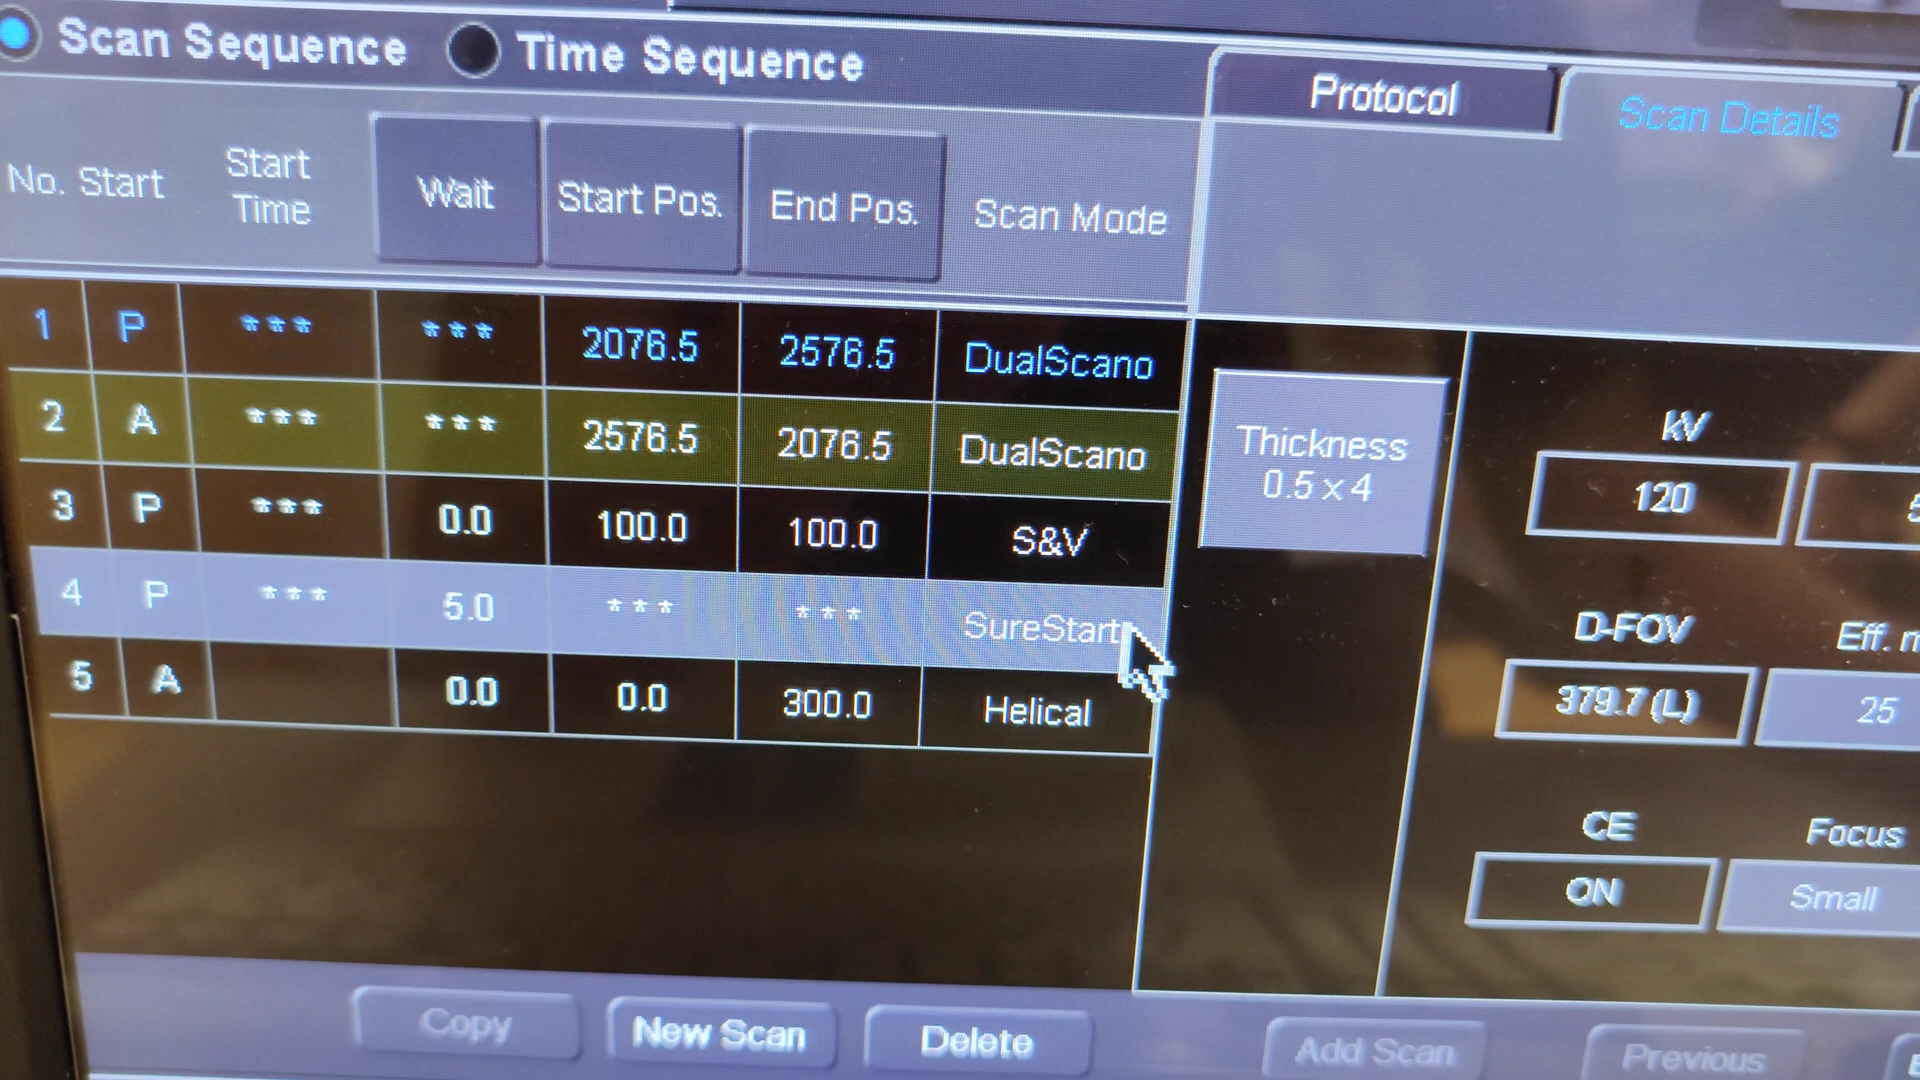 Scan Sequence Time Sequence
Protocol Scan Details
No. Start Start Time Wait Start Pos. End Pos. Scan Mode
1 P *** *** 2076.5 2576.5 DualScano
2 A *** *** 2576.5 2076.5 DualScano
3 P *** 0.0 100.0 100.0 S&V
4 P *** 5.0 *** *** SureStart
5 A 0.0 0.0 300.0 Helical
Thickness
0.5 x 4
kV
120
D-FOV Eff.
379.7 (L) 25
CE Focus
ON Small
Copy New Scan Delete Add Scan Previous